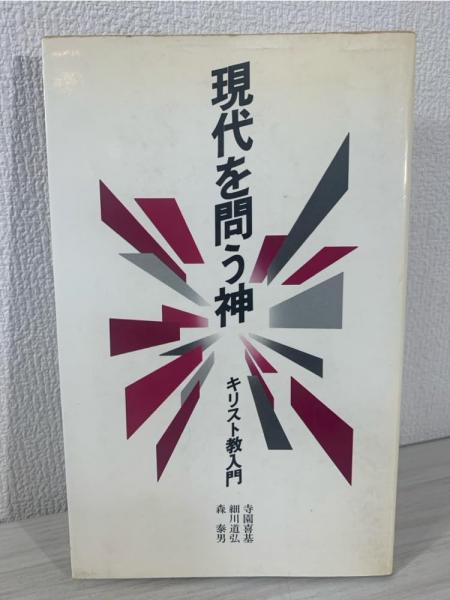 現代を問う神
キリスト教入門
寺園喜基
細川道弘
森泰男